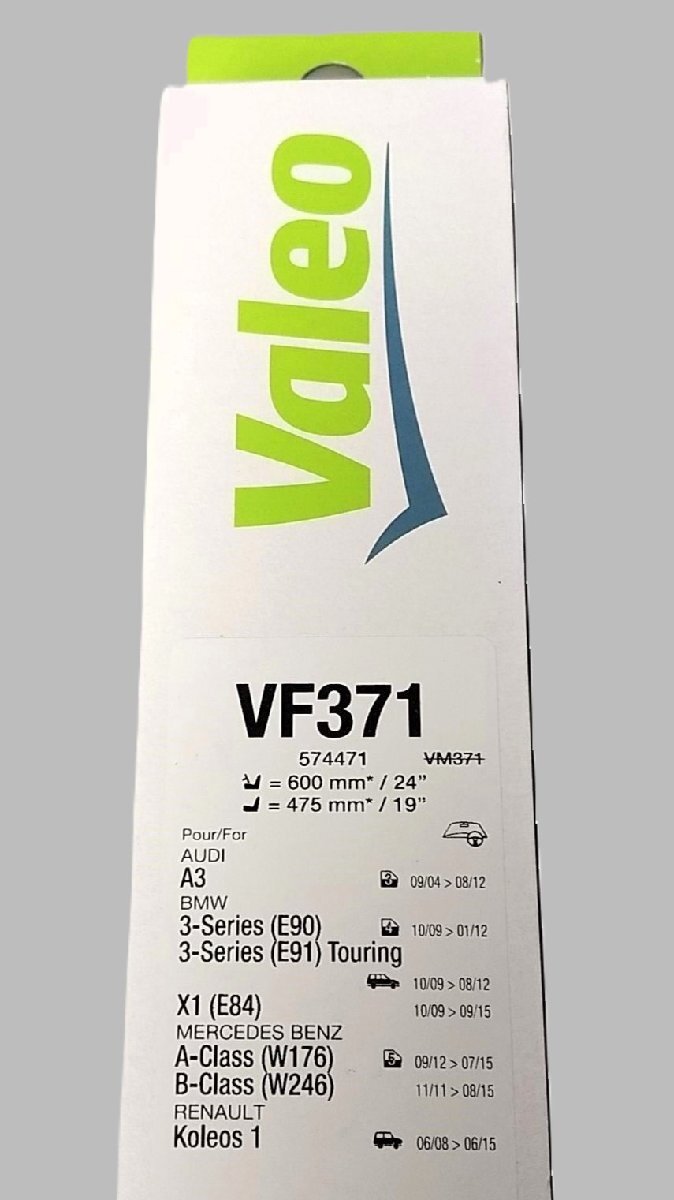 Valeo
VF371
574471 VM371
= 600 mm* / 24”
= 475 mm* / 19”
Pour/For
AUDI
A3 3 09/04 > 08/12
BMW
3-Series (E90) 4 10/09 > 01/12
3-Series (E91) Touring
10/09 > 08/12
X1 (E84) 10/09 > 09/15
MERCEDES BENZ
A-Class (W176) 5 09/12 > 07/15
B-Class (W246) 11/11 > 08/15
RENAULT
Koleos 1 06/08 > 06/15